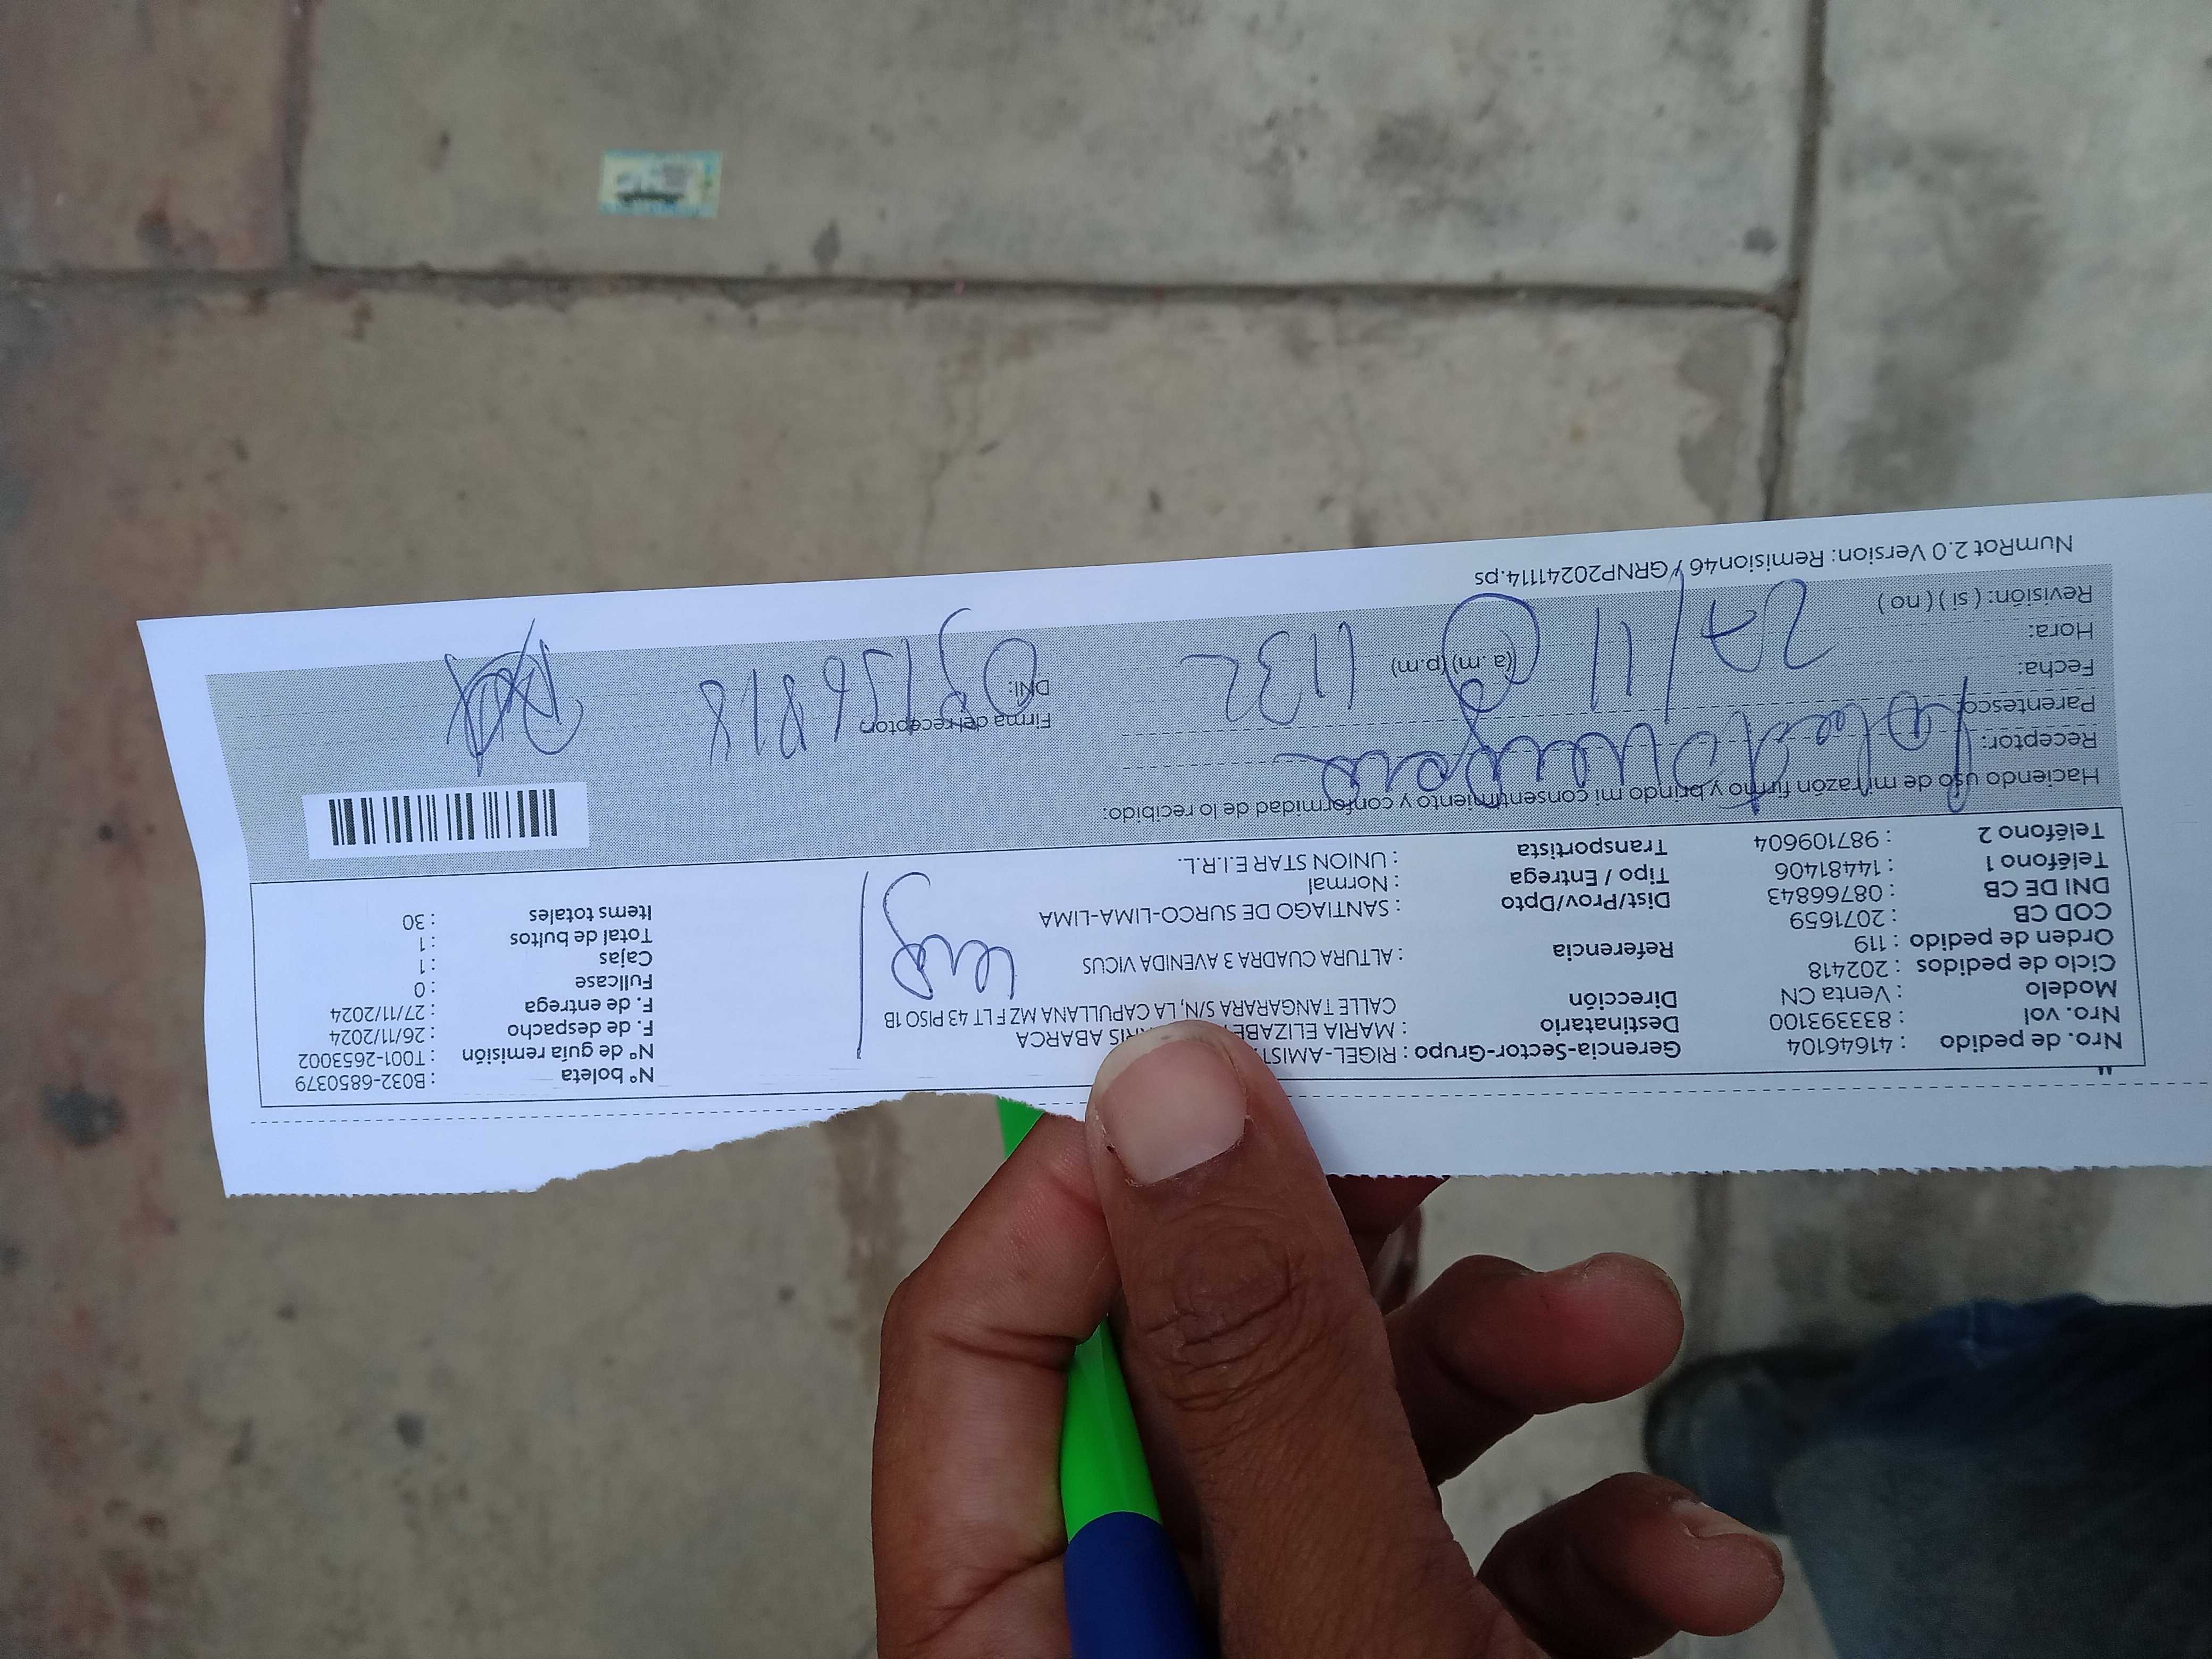 Nro. de pedido : 41646104
Nro. vol : 833393100
Modelo : Venta CN
Ciclo de pedidos : 202418
Orden de pedido : 119
COD CB : 2071659
DNI DE CB : 08766843
Teléfono 1 : 14481406
Teléfono 2 : 987109604
Gerencia-Sector-Grupo : RIGEL-AMIST
Destinatario : MARIA ELIZABE ABARCA
Dirección CALLE TANGARARA S/N, LA CAPULLANA MZ F LT 43 PISO 1B
Referencia : ALTURA CUADRA 3 AVENIDA VICUS
Dist/Prov/Dpto : SANTIAGO DE SURCO-LIMA-LIMA
Tipo / Entrega : Normal
Transportista : UNION STAR E.I.R.L.
N° boleta : B032-6850379
N° de guía remisión : T001-2653002
F. de despacho : 26/11/2024
F. de entrega : 27/11/2024
Fullcase : 0
Cajas : 1
Total de bultos : 1
Items totales : 30
Haciendo uso de mi razón firmo y brindo mi consentimiento y conformidad de lo recibido.
Receptor:
Parentesco:
Fecha: 27/11
Hora: (a .m) (p.m) 1132
Revisión: ( si ) ( no )
Firma del receptor:
DNI:
NumRot 2.0 Version: Remision46 / GRNP20241114.ps